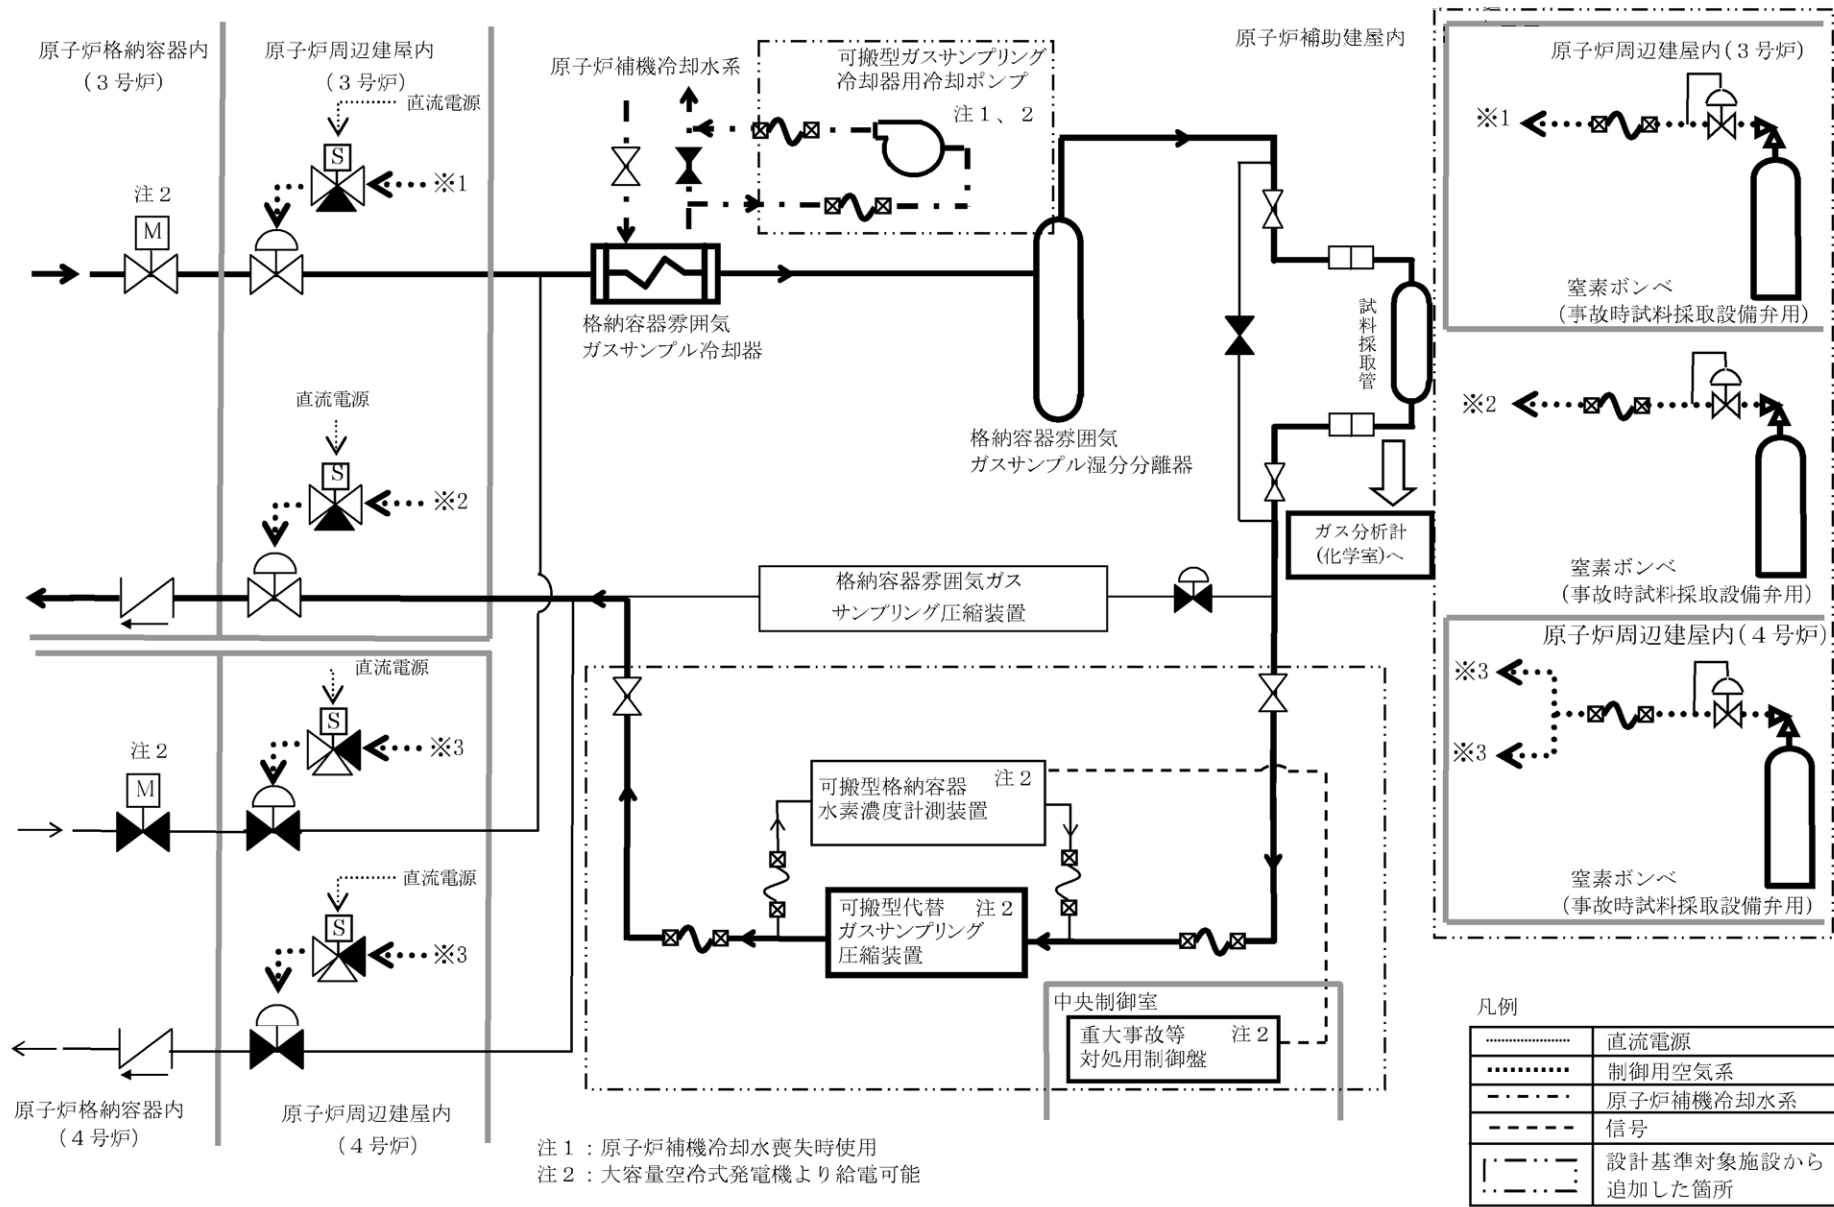 原子炉格納容器内
（３号炉）
原子炉周辺建屋内
（３号炉）
直流電源
S
※1
注２
M
原子炉補機冷却水系
可搬型ガスサンプリング
冷却器用冷却ポンプ
注１、２
原子炉補助建屋内
格納容器雰囲気
ガスサンプル冷却器
格納容器雰囲気
ガスサンプル湿分分離器
試料採取管
ガス分析計
(化学室)へ
直流電源
S
※2
格納容器雰囲気ガス
サンプリング圧縮装置
原子炉周辺建屋内(３号炉)
※1
窒素ボンベ
(事故時試料採取設備弁用)
※2
窒素ボンベ
(事故時試料採取設備弁用)
原子炉周辺建屋内(４号炉)
※3
※3
窒素ボンベ
(事故時試料採取設備弁用)
直流電源
S
※3
注２
M
直流電源
S
※3
原子炉格納容器内
（４号炉）
原子炉周辺建屋内
（４号炉）
可搬型格納容器
水素濃度計測装置
注２
可搬型代替
ガスサンプリング
圧縮装置
注２
中央制御室
重大事故等
対処用制御盤
注２
注１：原子炉補機冷却水喪失時使用
注２：大容量空冷式発電機より給電可能
凡例
直流電源
制御用空気系
原子炉補機冷却水系
信号
設計基準対象施設から
追加した箇所